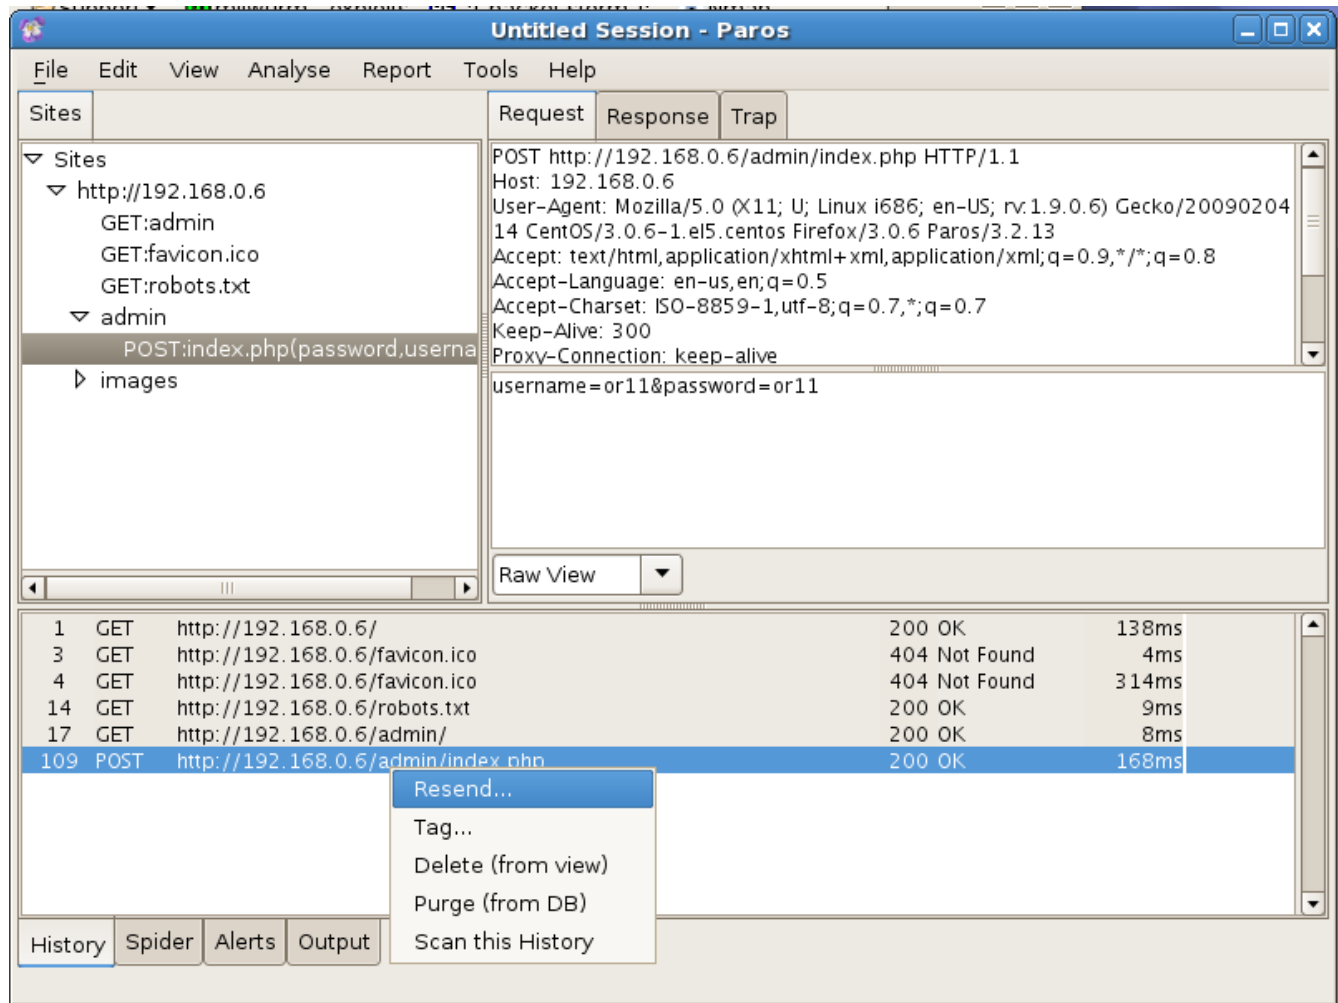 Untitled Session - Paros
File Edit View Analyse Report Tools Help
Sites
Sites
http://192.168.0.6
GET:admin
GET:favicon.ico
GET:robots.txt
admin
POST:index.php(password,userna
images
Request Response Trap
POST http://192.168.0.6/admin/index.php HTTP/1.1
Host: 192.168.0.6
User-Agent: Mozilla/5.0 (X11; U; Linux i686; en-US; rv:1.9.0.6) Gecko/20090204
14 CentOS/3.0.6-1.el5.centos Firefox/3.0.6 Paros/3.2.13
Accept: text/html,application/xhtml+xml,application/xml;q=0.9,*/*;q=0.8
Accept-Language: en-us,en;q=0.5
Accept-Charset: ISO-8859-1,utf-8;q=0.7,*;q=0.7
Keep-Alive: 300
Proxy-Connection: keep-alive
username=or11&password=or11
Raw View
1 GET http://192.168.0.6/ 200 OK 138ms
3 GET http://192.168.0.6/favicon.ico 404 Not Found 4ms
4 GET http://192.168.0.6/favicon.ico 404 Not Found 314ms
14 GET http://192.168.0.6/robots.txt 200 OK 9ms
17 GET http://192.168.0.6/admin/ 200 OK 8ms
109 POST http://192.168.0.6/admin/index.php 200 OK 168ms
Resend...
Tag...
Delete (from view)
Purge (from DB)
Scan this History
History Spider Alerts Output